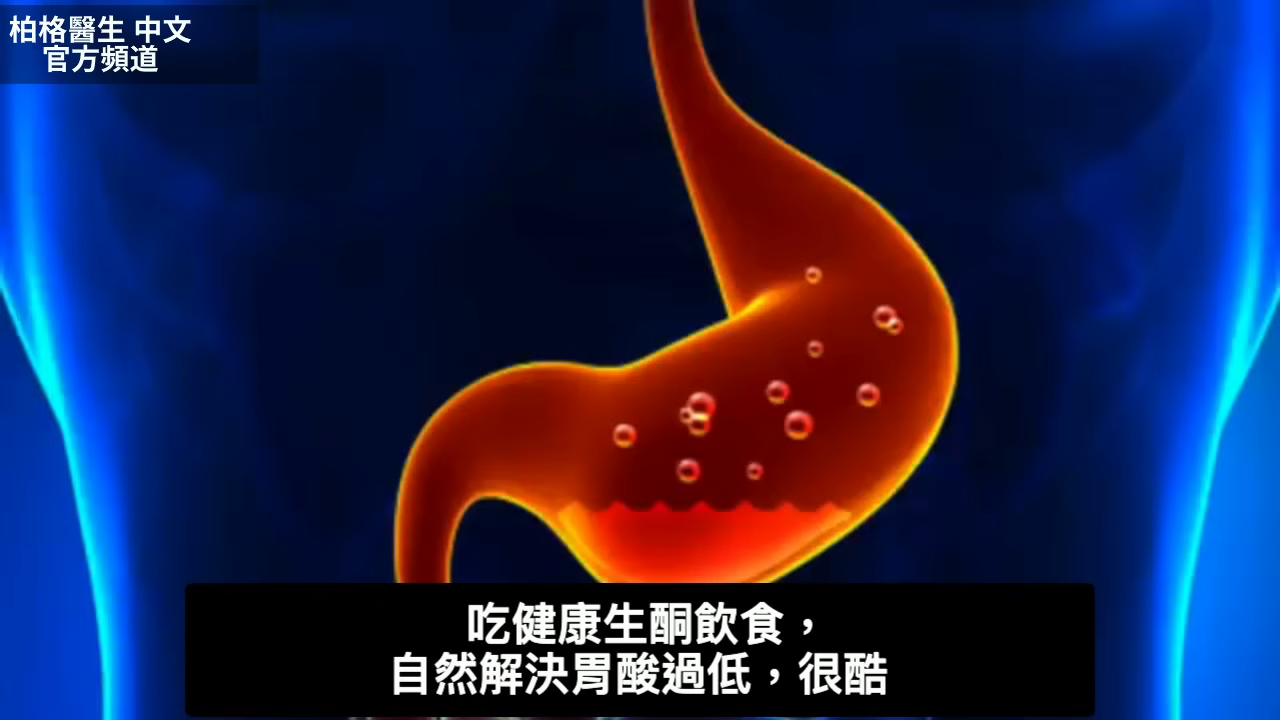 柏格醫生 中文
官方頻道
吃健康生酮飲食，
自然解決胃酸過低，很酷